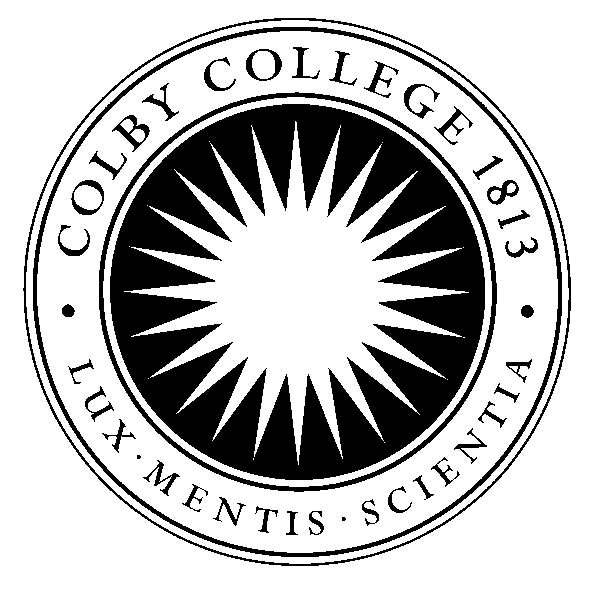 COLBY COLLEGE 1813
LUX · MENTIS · SCIENTIA